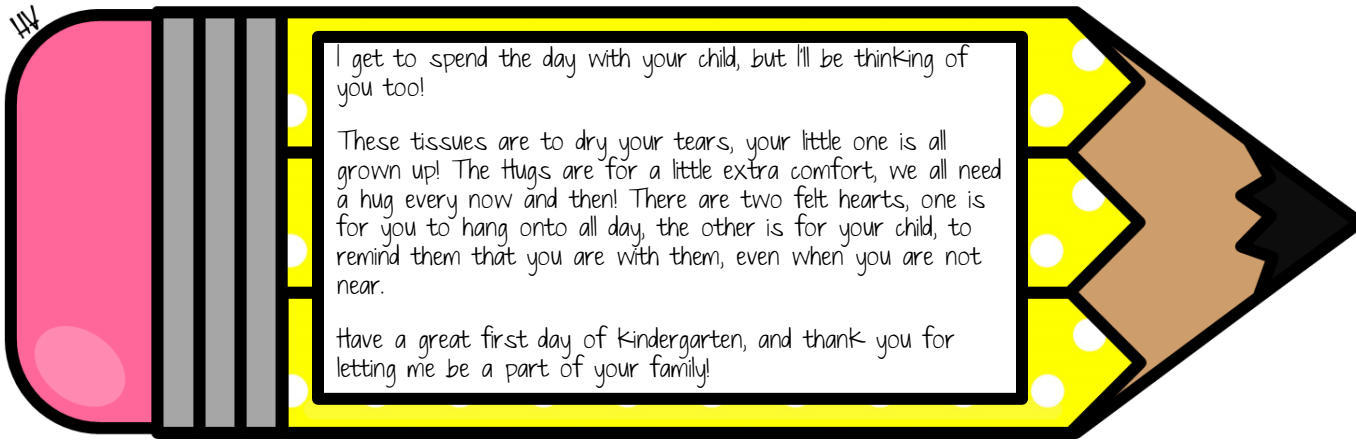 HV
I get to spend the day with your child, but I'll be thinking of
you too!
These tissues are to dry your tears, your little one is all
grown up! The Hugs are for a little extra comfort, we all need
a hug every now and then! There are two felt hearts, one is
for you to hang onto all day, the other is for your child, to
remind them that you are with them, even when you are not
near.
Have a great first day of Kindergarten, and thank you for
letting me be a part of your family!